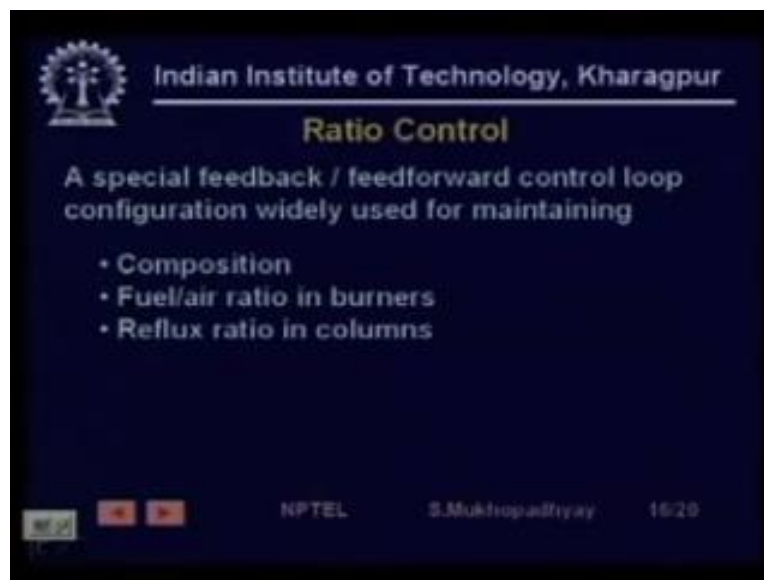 Indian Institute of Technology, Kharagpur
Ratio Control
A special feedback / feedforward control loop
configuration widely used for maintaining
• Composition
• Fuel/air ratio in burners
• Reflux ratio in columns
NPTEL S.Mukhopadhyay 16/20